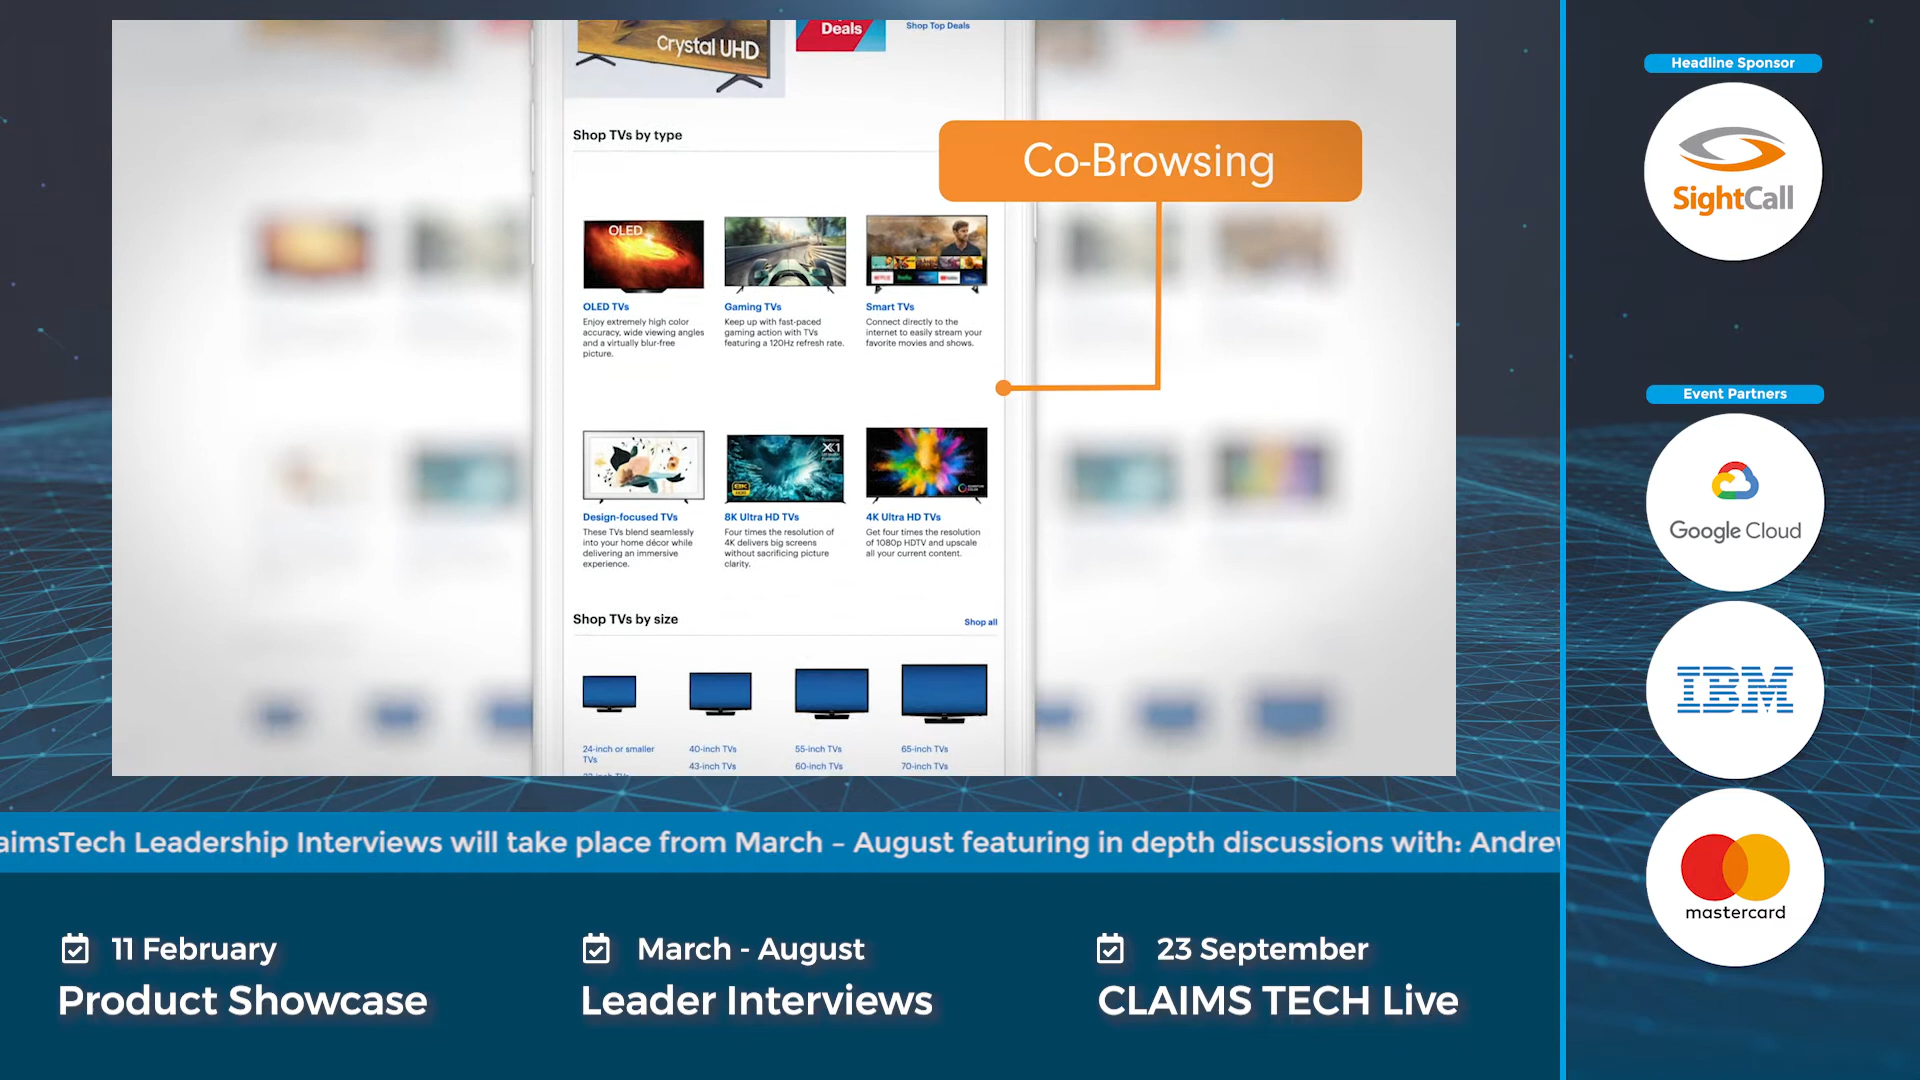 Crystal UHD
Deals
Shop Top Deals
Shop TVs by type
Co-Browsing
OLED
OLED TVs
Enjoy extremely high color
accuracy, wide viewing angles
and a virtually blur-free
picture.
Gaming TVs
Keep up with fast-paced
gaming action with TVs
featuring a 120Hz refresh rate.
Smart TVs
Connect directly to the
internet to easily stream your
favorite movies and shows.
X1
8K
HDR
Design-focused TVs
These TVs blend seamlessly
into your home décor while
delivering an immersive
experience.
8K Ultra HD TVs
Four times the resolution of
4K delivers big screens
without sacrificing picture
clarity.
4K Ultra HD TVs
Get four times the resolution
of 1080p HDTV and upscale
all your current content.
Shop TVs by size
Shop all
24-inch or smaller
TVs
40-inch TVs
43-inch TVs
55-inch TVs
60-inch TVs
65-inch TVs
70-inch TVs
aimsTech Leadership Interviews will take place from March – August featuring in depth discussions with: Andrew
11 February
Product Showcase
March - August
Leader Interviews
23 September
CLAIMS TECH Live
Headline Sponsor
SightCall
Event Partners
Google Cloud
IBM
mastercard